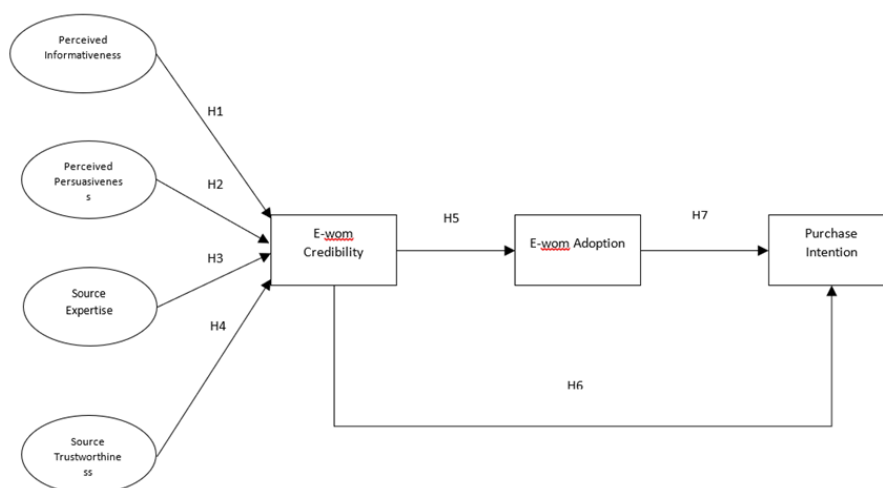 Perceived
Informativeness
H1
Perceived
Persuasivenes
s
H2
E-wom
Credibility
H5
E-wom Adoption
H7
Purchase
Intention
H3
Source
Expertise
H4
H6
Source
Trustworthine
ss